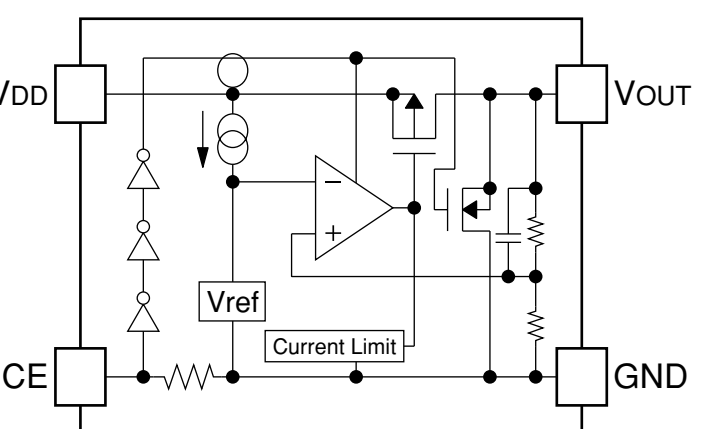 VDD
VOUT
−
+
Vref
Current Limit
CE
GND